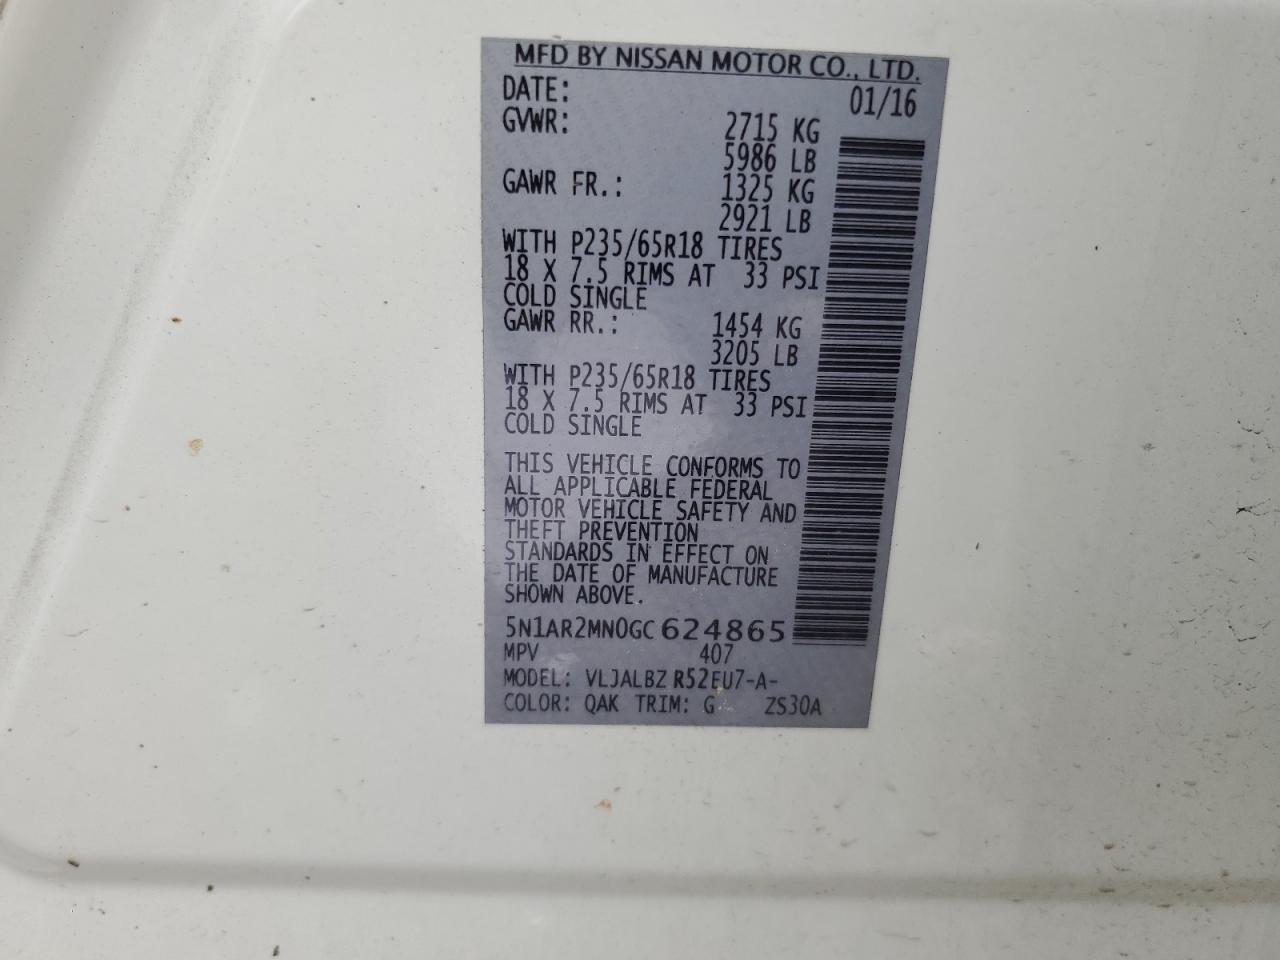 MFD BY NISSAN MOTOR CO., LTD.
DATE: 01/16
GVWR: 2715 KG
5986 LB
GAWR FR.: 1325 KG
2921 LB
WITH P235/65R18 TIRES
18 X 7.5 RIMS AT 33 PSI
COLD SINGLE
GAWR RR.: 1454 KG
3205 LB
WITH P235/65R18 TIRES
18 X 7.5 RIMS AT 33 PSI
COLD SINGLE
THIS VEHICLE CONFORMS TO
ALL APPLICABLE FEDERAL
MOTOR VEHICLE SAFETY AND
THEFT PREVENTION
STANDARDS IN EFFECT ON
THE DATE OF MANUFACTURE
SHOWN ABOVE.
5N1AR2MN0GC624865
MPV 407
MODEL: VLJALBZ R52EU7-A-
COLOR: QAK TRIM: G ZS30A